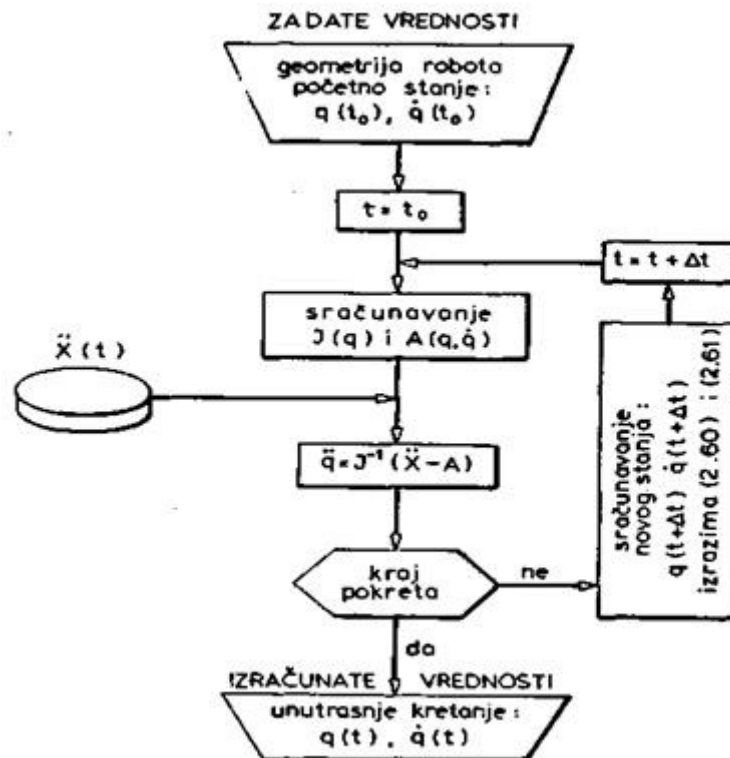 ZADATE VREDNOSTI
geometrija robota
početno stanje:
q(t₀), q̇(t₀)
t = t₀
t = t + Δt
sračunavanje
J(q) i A(q,q̇)
Ẍ(t)
q̈ = J⁻¹(Ẍ-A)
sračunavanje
novog stanja:
q(t+Δt) q̇(t+Δt)
izrazima (2.60) i (2.61)
kraj
pokreta
ne
da
IZRAČUNATE VREDNOSTI
unutrasnje kretanje:
q(t), q̇(t)